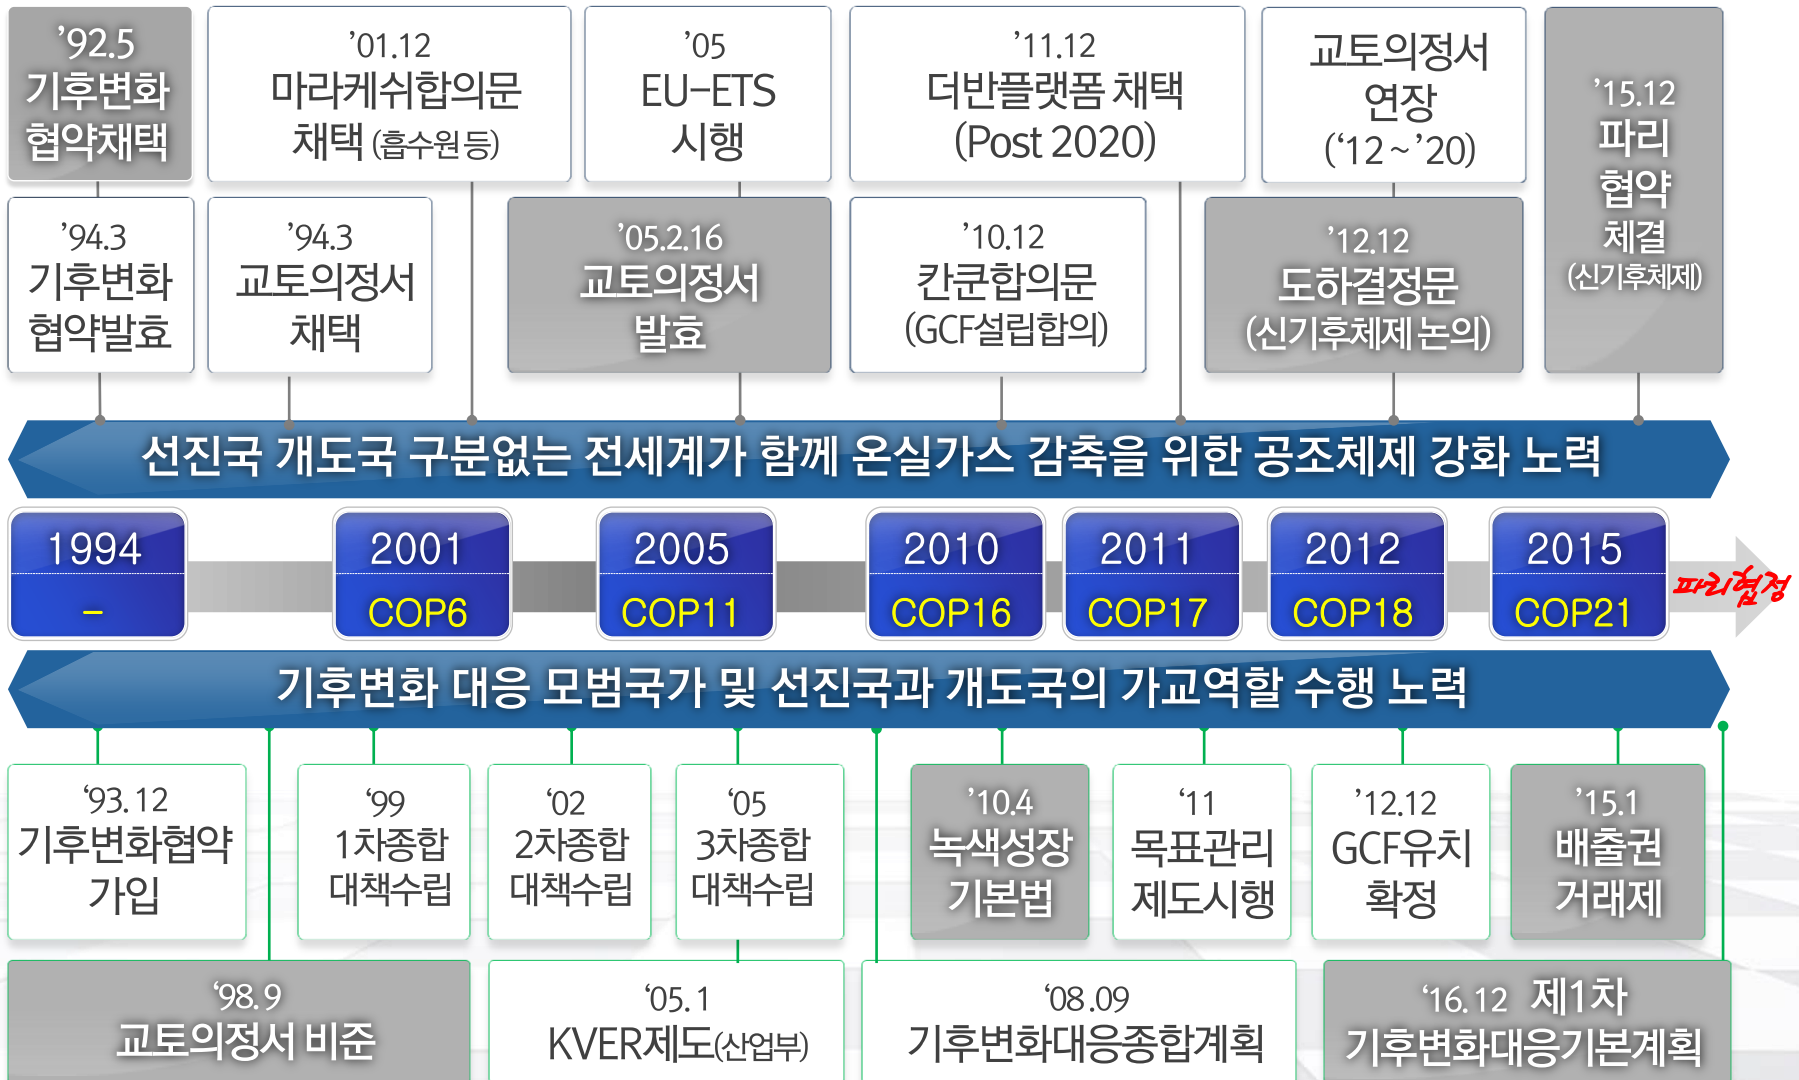 ’92.5
기후변화
협약채택
’01.12
마라케쉬합의문
채택 (흡수원 등)
’05
EU-ETS
시행
’11.12
더반플랫폼 채택
(Post 2020)
교토의정서
연장
(‘12~’20)
’15.12
파리
협약
체결
(신기후체제)
’94.3
기후변화
협약발효
’94.3
교토의정서
채택
’05.2.16
교토의정서
발효
’10.12
칸쿤합의문
(GCF설립합의)
’12.12
도하결정문
(신기후체제 논의)
선진국 개도국 구분없는 전세계가 함께 온실가스 감축을 위한 공조체제 강화 노력
1994
–
2001
COP6
2005
COP11
2010
COP16
2011
COP17
2012
COP18
2015
COP21
파리협정
기후변화 대응 모범국가 및 선진국과 개도국의 가교역할 수행 노력
‘93. 12
기후변화협약
가입
‘99
1차종합
대책수립
‘02
2차종합
대책수립
‘05
3차종합
대책수립
’10.4
녹색성장
기본법
‘11
목표관리
제도시행
’12.12
GCF유치
확정
’15.1
배출권
거래제
‘98. 9
교토의정서 비준
‘05. 1
KVER제도(산업부)
‘08.09
기후변화대응종합계획
‘16. 12 제1차
기후변화대응기본계획